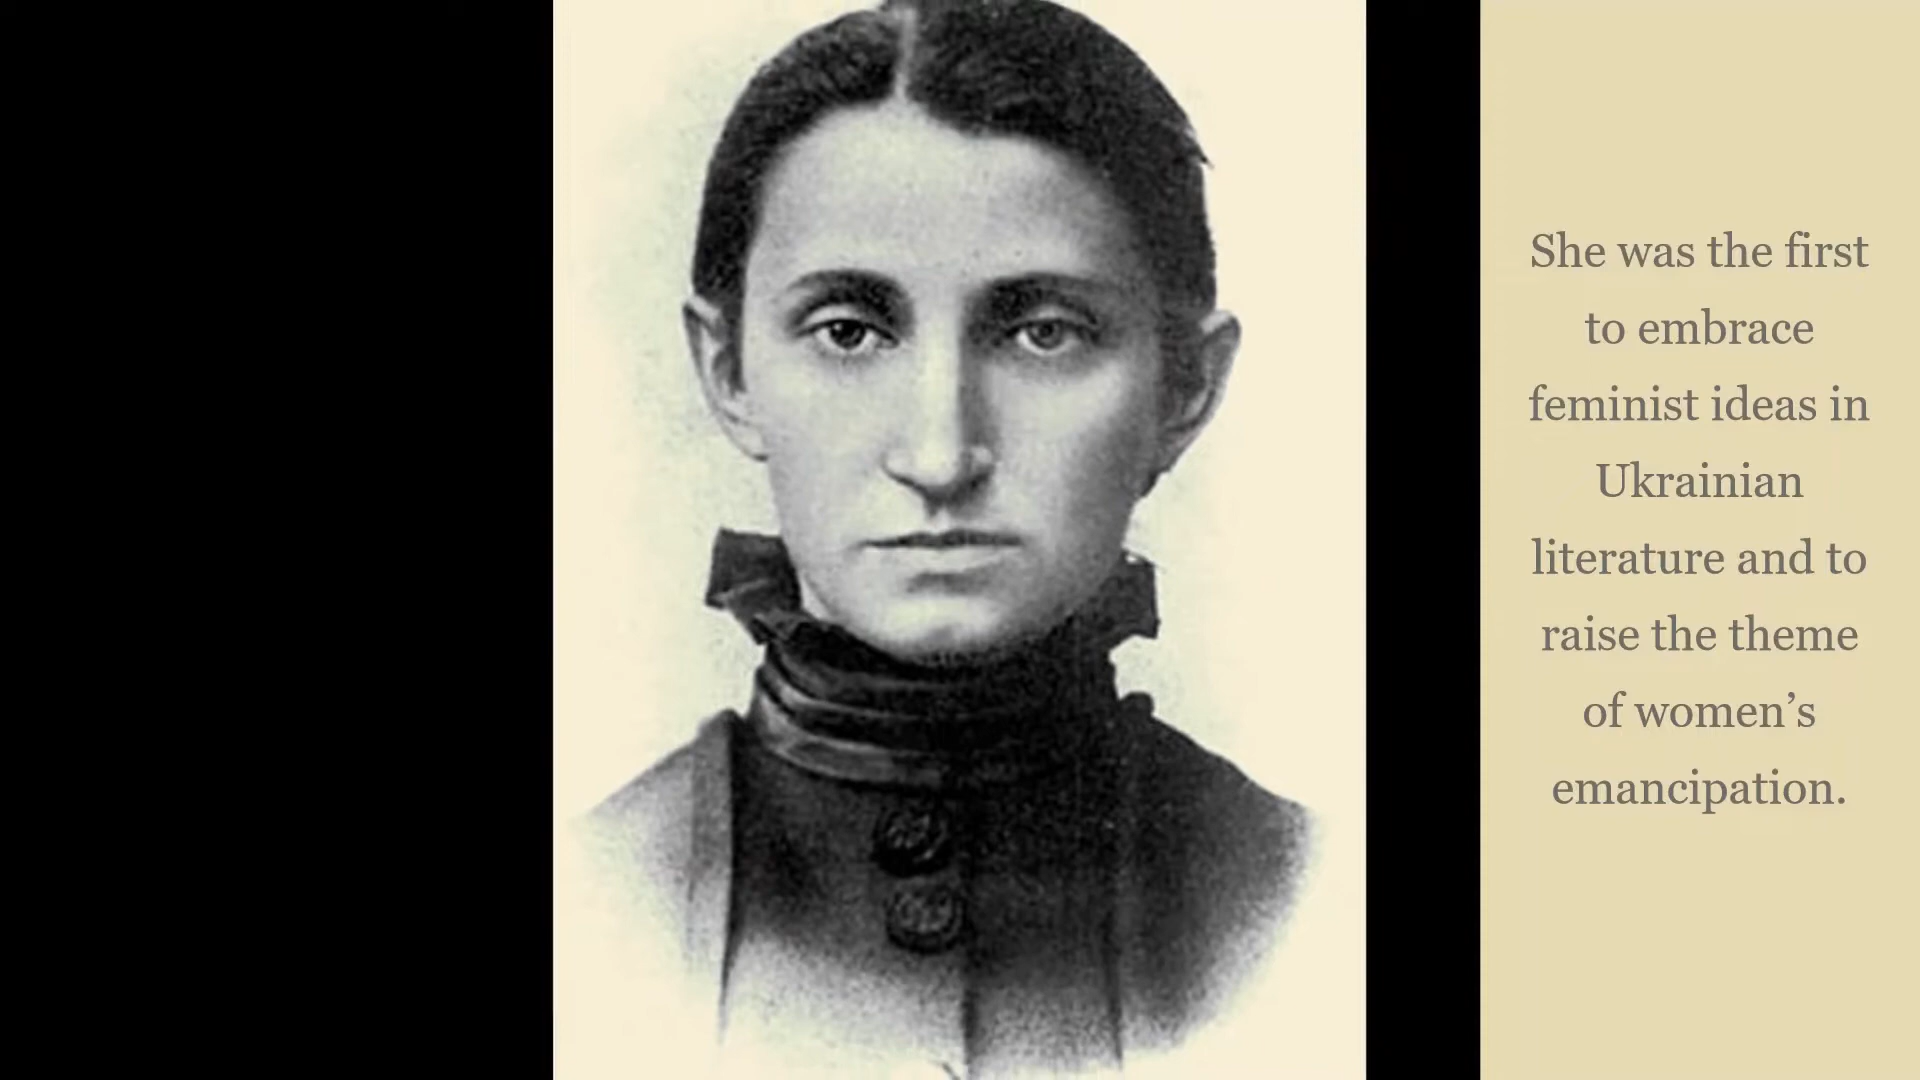 She was the first
to embrace
feminist ideas in
Ukrainian
literature and to
raise the theme
of women’s
emancipation.